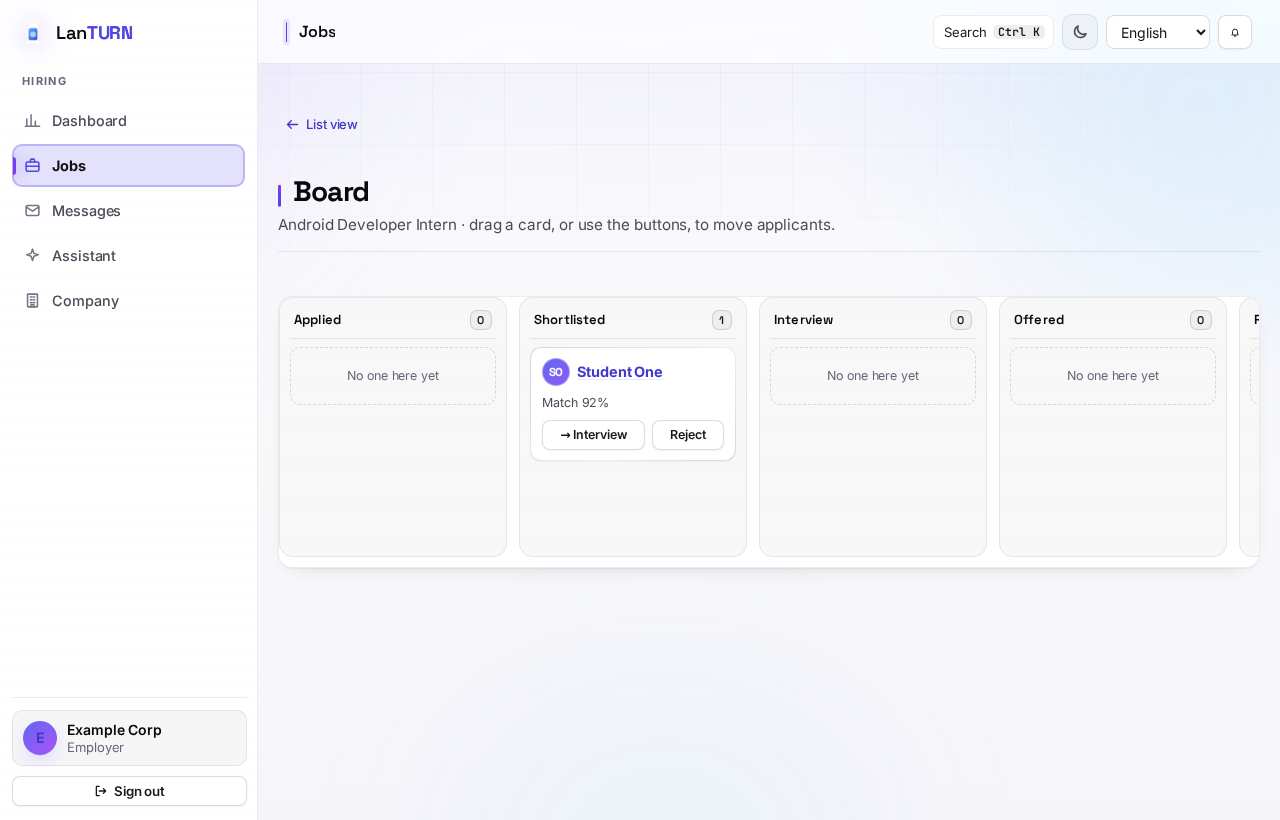 LanTURN
HIRING
Dashboard
Jobs
Messages
Assistant
Company
Example Corp
E
Employer
Sign out
Jobs
Search Ctrl K
English
List view
Board
Android Developer Intern · drag a card, or use the buttons, to move applicants.
Applied 0
No one here yet
Shortlisted 1
SO Student One
Match 92%
→ Interview Reject
Interview 0
No one here yet
Offered 0
No one here yet